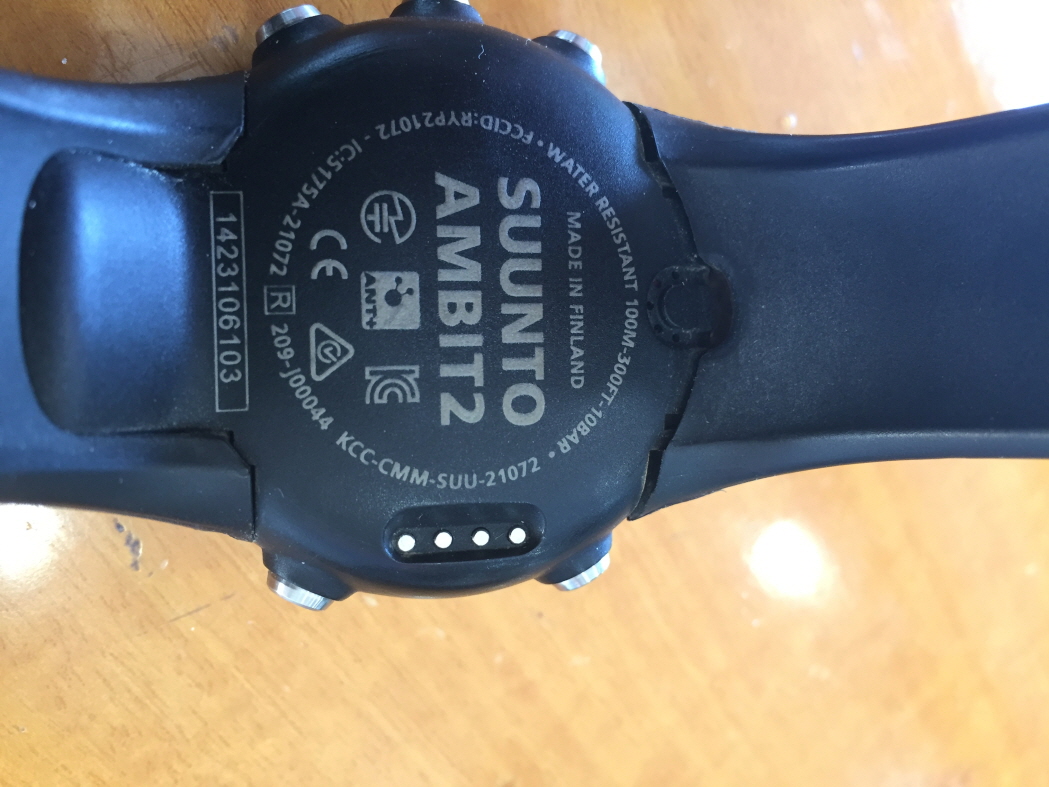 SUUNTO
AMBIT2
MADE IN FINLAND
• WATER RESISTANT 100M-300FT-10BAR •
KCC-CMM-SUU-21072
R 209-J00044
FCCID:RYP21072 - IC:5175A-21072
ANT+
CE
1423106103